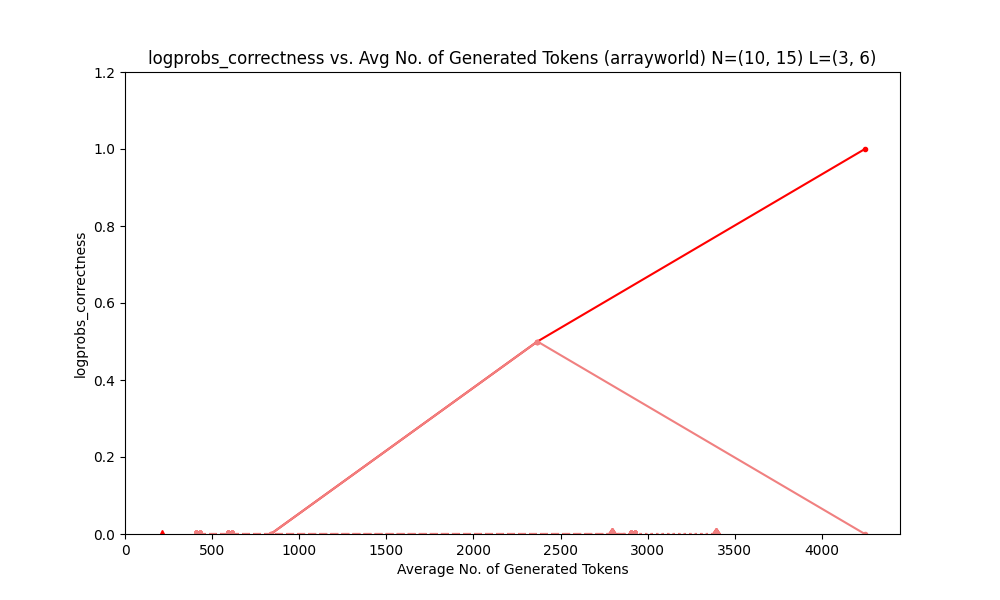 logprobs_correctness vs. Avg No. of Generated Tokens (arrayworld) N=(10, 15) L=(3, 6)
1.2
1.0
0.8
0.6
0.4
0.2
0.0
logprobs_correctness
0 500 1000 1500 2000 2500 3000 3500 4000
Average No. of Generated Tokens